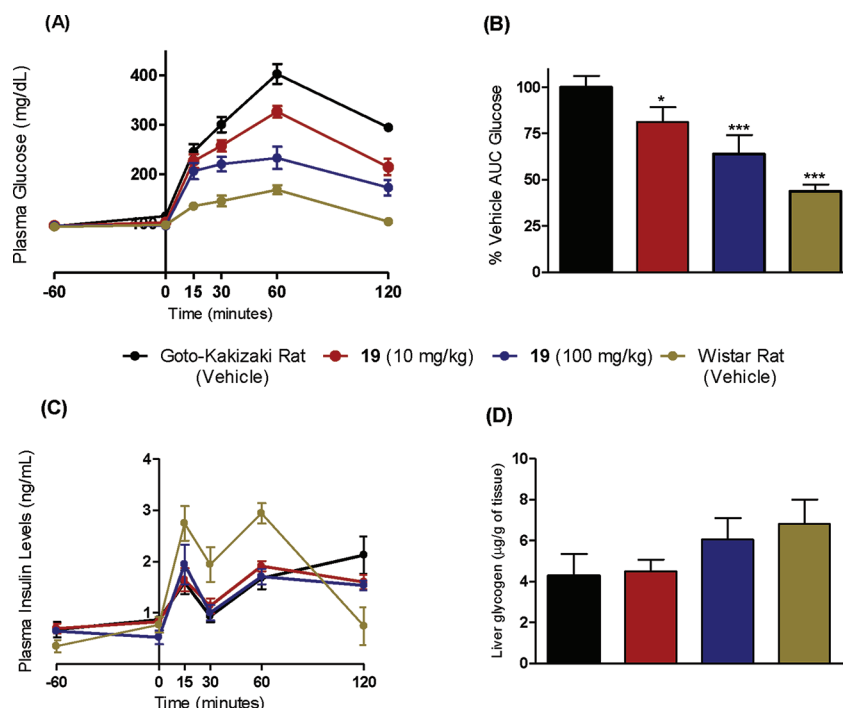 (A)
Plasma Glucose (mg/dL)
400
300
200
100
-60 0 15 30 60 120
Time (minutes)
(B)
% Vehicle AUC Glucose
100
75
50
25
0
*
***
***
Goto-Kakizaki Rat
(Vehicle)
19 (10 mg/kg)
19 (100 mg/kg)
Wistar Rat
(Vehicle)
(C)
Plasma Insulin Levels (ng/mL)
4
3
2
1
-60 0 15 30 60 120
Time (minutes)
(D)
Liver glycogen (µg/g of tissue)
10
8
6
4
2
0